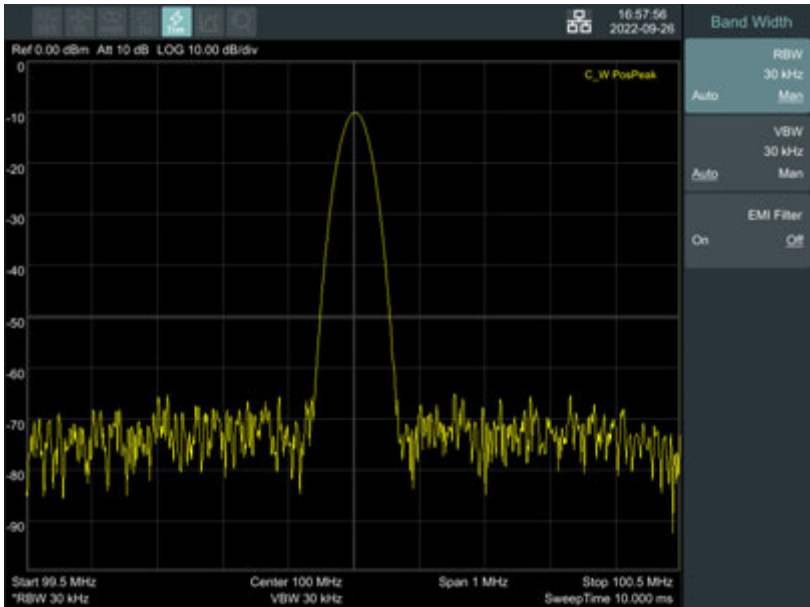 Free
16:57:56
2022-09-26
Band Width
Ref 0.00 dBm Att 10 dB LOG 10.00 dB/div
C_W PosPeak
0
-10
-20
-30
-40
-50
-60
-70
-80
-90
RBW
30 kHz
Auto Man
VBW
30 kHz
Auto Man
EMI Filter
On Off
Start 99.5 MHz Center 100 MHz Span 1 MHz Stop 100.5 MHz
*RBW 30 kHz VBW 30 kHz SweepTime 10.000 ms